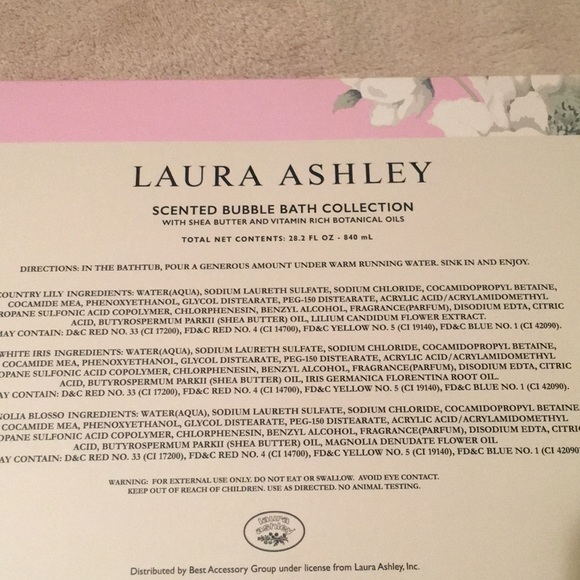 LAURA ASHLEY
SCENTED BUBBLE BATH COLLECTION
WITH SHEA BUTTER AND VITAMIN RICH BOTANICAL OILS
TOTAL NET CONTENTS: 28.2 FL OZ - 840 mL
DIRECTIONS: IN THE BATHTUB, POUR A GENEROUS AMOUNT UNDER WARM RUNNING WATER. SINK IN AND ENJOY.
COUNTRY LILY INGREDIENTS: WATER(AQUA), SODIUM LAURETH SULFATE, SODIUM CHLORIDE, COCAMIDOPROPYL BETAINE,
COCAMIDE MEA, PHENOXYETHANOL, GLYCOL DISTEARATE, PEG-150 DISTEARATE, ACRYLIC ACID/ACRYLAMIDOMETHYL
ROPANE SULFONIC ACID COPOLYMER, CHLORPHENESIN, BENZYL ALCOHOL, FRAGRANCE(PARFUM), DISODIUM EDTA, CITRIC
ACID, BUTYROSPERMUM PARKII (SHEA BUTTER) OIL, LILIUM CANDIDUM FLOWER EXTRACT.
MAY CONTAIN: D&C RED NO. 33 (CI 17200), FD&C RED NO. 4 (CI 14700), FD&C YELLOW NO. 5 (CI 19140), FD&C BLUE NO. 1 (CI 42090).
WHITE IRIS INGREDIENTS: WATER(AQUA), SODIUM LAURETH SULFATE, SODIUM CHLORIDE, COCAMIDOPROPYL BETAINE,
COCAMIDE MEA, PHENOXYETHANOL, GLYCOL DISTEARATE, PEG-150 DISTEARATE, ACRYLIC ACID/ACRYLAMIDOMETHYL
OPANE SULFONIC ACID COPOLYMER, CHLORPHENESIN, BENZYL ALCOHOL, FRAGRANCE(PARFUM), DISODIUM EDTA, CITRIC
ACID, BUTYROSPERMUM PARKII (SHEA BUTTER) OIL, IRIS GERMANICA FLORENTINA ROOT OIL.
AY CONTAIN: D&C RED NO. 33 (CI 17200), FD&C RED NO. 4 (CI 14700), FD&C YELLOW NO. 5 (CI 19140), FD&C BLUE NO. 1 (CI 42090).
NOLIA BLOSSO INGREDIENTS: WATER(AQUA), SODIUM LAURETH SULFATE, SODIUM CHLORIDE, COCAMIDOPROPYL BETAINE,
COCAMIDE MEA, PHENOXYETHANOL, GLYCOL DISTEARATE, PEG-150 DISTEARATE, ACRYLIC ACID/ACRYLAMIDOMETHYL
OPANE SULFONIC ACID COPOLYMER, CHLORPHENESIN, BENZYL ALCOHOL, FRAGRANCE(PARFUM), DISODIUM EDTA, CITRIC
ACID, BUTYROSPERMUM PARKII (SHEA BUTTER) OIL, MAGNOLIA DENUDATE FLOWER OIL
AY CONTAIN: D&C RED NO. 33 (CI 17200), FD&C RED NO. 4 (CI 14700), FD&C YELLOW NO. 5 (CI 19140), FD&C BLUE NO. 1 (CI 42090)
WARNING: FOR EXTERNAL USE ONLY. DO NOT EAT OR SWALLOW. AVOID EYE CONTACT.
KEEP OUT OF REACH OF CHILDREN. USE AS DIRECTED. NO ANIMAL TESTING.
laura
ashley
Distributed by Best Accessory Group under license from Laura Ashley, Inc.